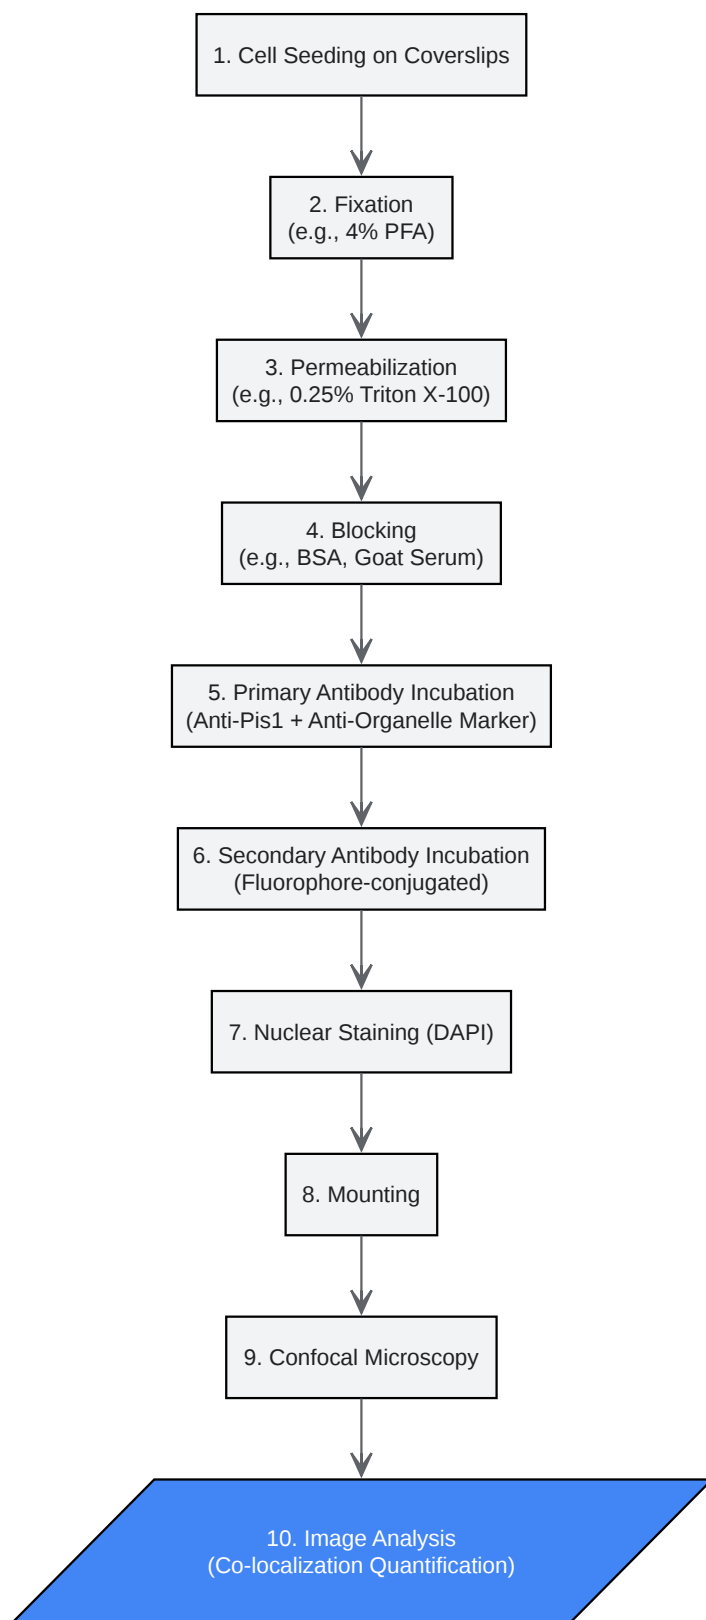 1. Cell Seeding on Coverslips
2. Fixation
(e.g., 4% PFA)
3. Permeabilization
(e.g., 0.25% Triton X-100)
4. Blocking
(e.g., BSA, Goat Serum)
5. Primary Antibody Incubation
(Anti-Pis1 + Anti-Organelle Marker)
6. Secondary Antibody Incubation
(Fluorophore-conjugated)
7. Nuclear Staining (DAPI)
8. Mounting
9. Confocal Microscopy
10. Image Analysis
(Co-localization Quantification)